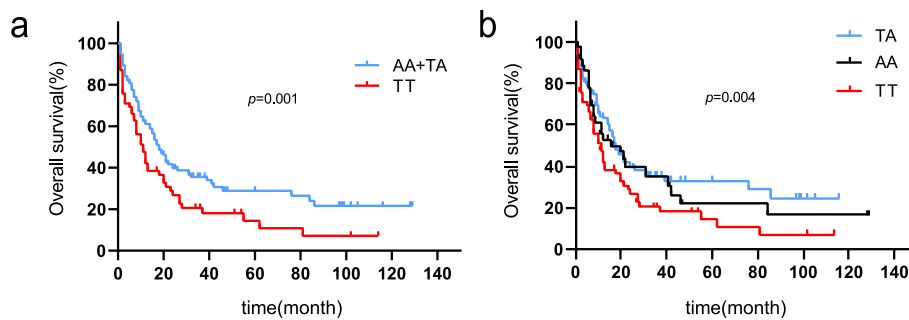 a
Overall survival(%)
100
80
60
40
20
0
0 20 40 60 80 100 120 140
time(month)
AA+TA
TT
p=0.001
b
Overall survival(%)
100
80
60
40
20
0
0 20 40 60 80 100 120 140
time(month)
TA
AA
TT
p=0.004